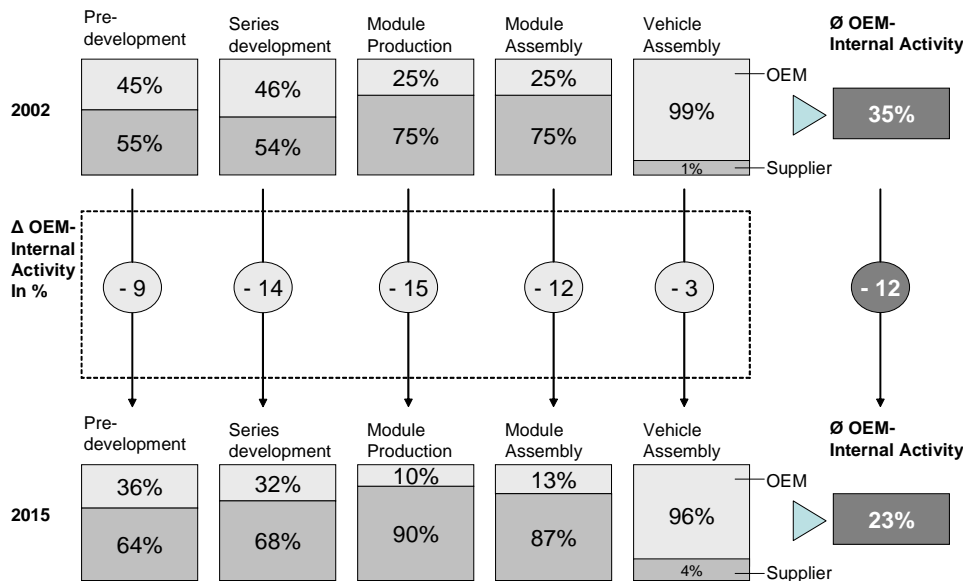 Pre-
development
Series
development
Module
Production
Module
Assembly
Vehicle
Assembly
Ø OEM-
Internal Activity
2002
45%
55%
46%
54%
25%
75%
25%
75%
99%
1%
OEM
Supplier
35%
Δ OEM-
Internal
Activity
In %
- 9
- 14
- 15
- 12
- 3
- 12
Pre-
development
Series
development
Module
Production
Module
Assembly
Vehicle
Assembly
Ø OEM-
Internal Activity
2015
36%
64%
32%
68%
10%
90%
13%
87%
96%
4%
OEM
Supplier
23%